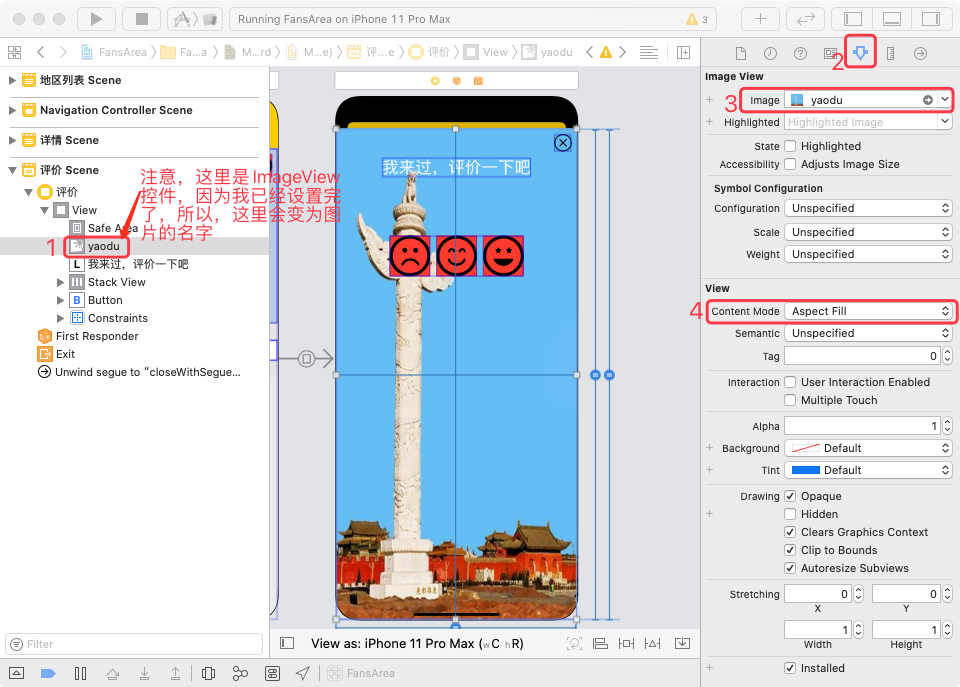 Running FansArea on iPhone 11 Pro Max
3
FansArea
Fa...a
M...rd
M...e)
评...e
评价
View
yaodu
2
地区列表 Scene
Navigation Controller Scene
详情 Scene
评价 Scene
评价
View
Safe Area
1
yaodu
我来过，评价一下吧
Stack View
Button
Constraints
First Responder
Exit
Unwind segue to “closeWithSegue...
Filter
注意，这里是ImageView
控件，因为我已经设置完
了，所以，这里会变为图
片的名字
我来过，评价一下吧
View as: iPhone 11 Pro Max (wC hR)
FansArea
Image View
3
Image
yaodu
Highlighted
Highlighted Image
State
Highlighted
Accessibility
Adjusts Image Size
Symbol Configuration
Configuration
Unspecified
Scale
Unspecified
Weight
Unspecified
View
4
Content Mode
Aspect Fill
Semantic
Unspecified
Tag
0
Interaction
User Interaction Enabled
Multiple Touch
Alpha
1
Background
Default
Tint
Default
Drawing
Opaque
Hidden
Clears Graphics Context
Clip to Bounds
Autoresize Subviews
Stretching
0
0
X
Y
1
1
Width
Height
Installed